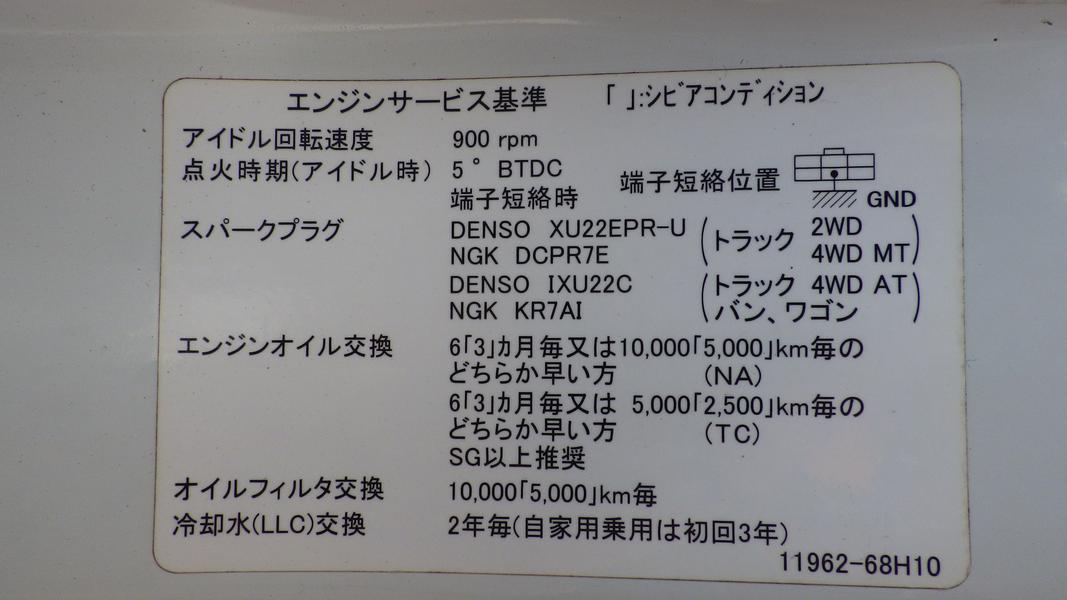 エンジンサービス基準　「 」:シビアコンディション
アイドル回転速度　900 rpm
点火時期(アイドル時)　5° BTDC
端子短絡時　端子短絡位置　GND
スパークプラグ　DENSO XU22EPR-U (トラック 2WD
NGK DCPR7E 4WD MT)
DENSO IXU22C (トラック 4WD AT)
NGK KR7AI (バン、ワゴン)
エンジンオイル交換　6「3」カ月毎又は10,000「5,000」km毎の
どちらか早い方　(NA)
6「3」カ月毎又は 5,000「2,500」km毎の
どちらか早い方　(TC)
SG以上推奨
オイルフィルタ交換　10,000「5,000」km毎
冷却水(LLC)交換　2年毎(自家用乗用は初回3年)
11962-68H10